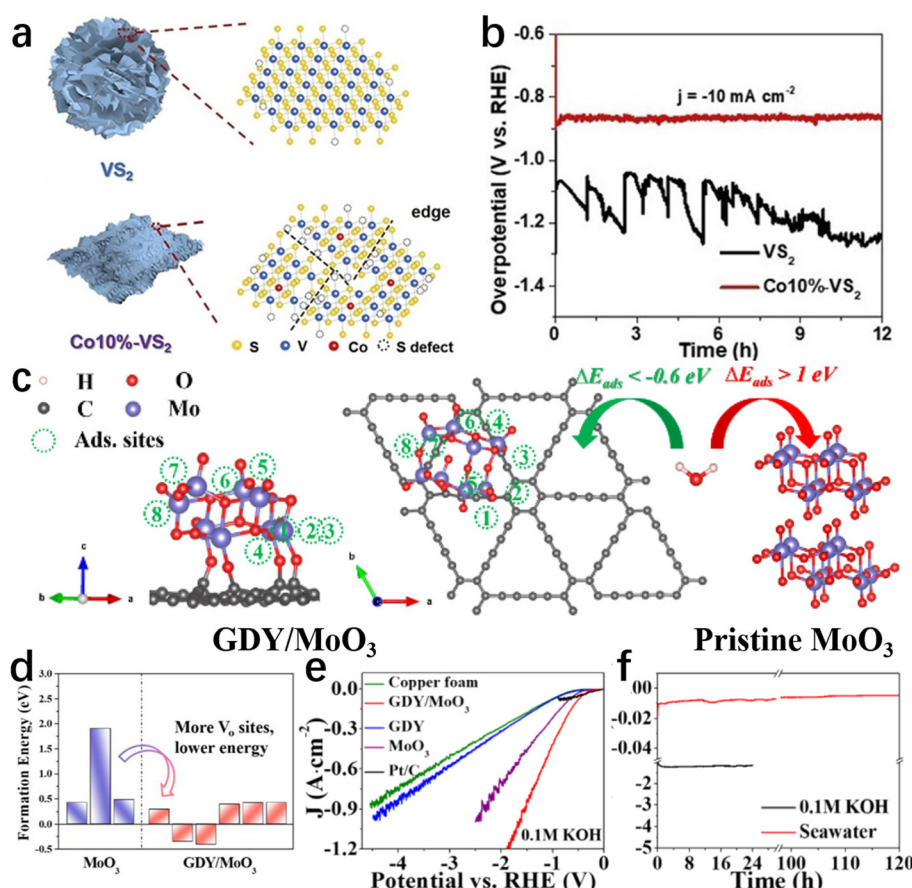 a
VS2
edge
Co10%-VS2
S V Co S defect
b
Overpotential (V vs. RHE)
-0.6
-0.8
-1.0
-1.2
-1.4
j = -10 mA cm-2
VS2
Co10%-VS2
0 3 6 9 12
Time (h)
c
H O
C Mo
Ads. sites
7 5
6
8
1 2 3
4
c
b a
6 4
8 7
3
5 2
1
b
a
ΔEads < -0.6 eV
ΔEads > 1 eV
GDY/MoO3
Pristine MoO3
d
Formation Energy (eV)
3.0
2.5
2.0
1.5
1.0
0.5
0.0
-0.5
More Vo sites,
lower energy
MoO3 GDY/MoO3
e
J (A·cm-2)
0.0
-0.3
-0.6
-0.9
-1.2
Copper foam
GDY/MoO3
GDY
MoO3
Pt/C
0.1M KOH
-4 -3 -2 -1 0
Potential vs. RHE (V)
f
0.00
-0.02
-0.04
-2
-3
-4
-5
0.1M KOH
Seawater
0 8 16 24 100 110 120
Time (h)